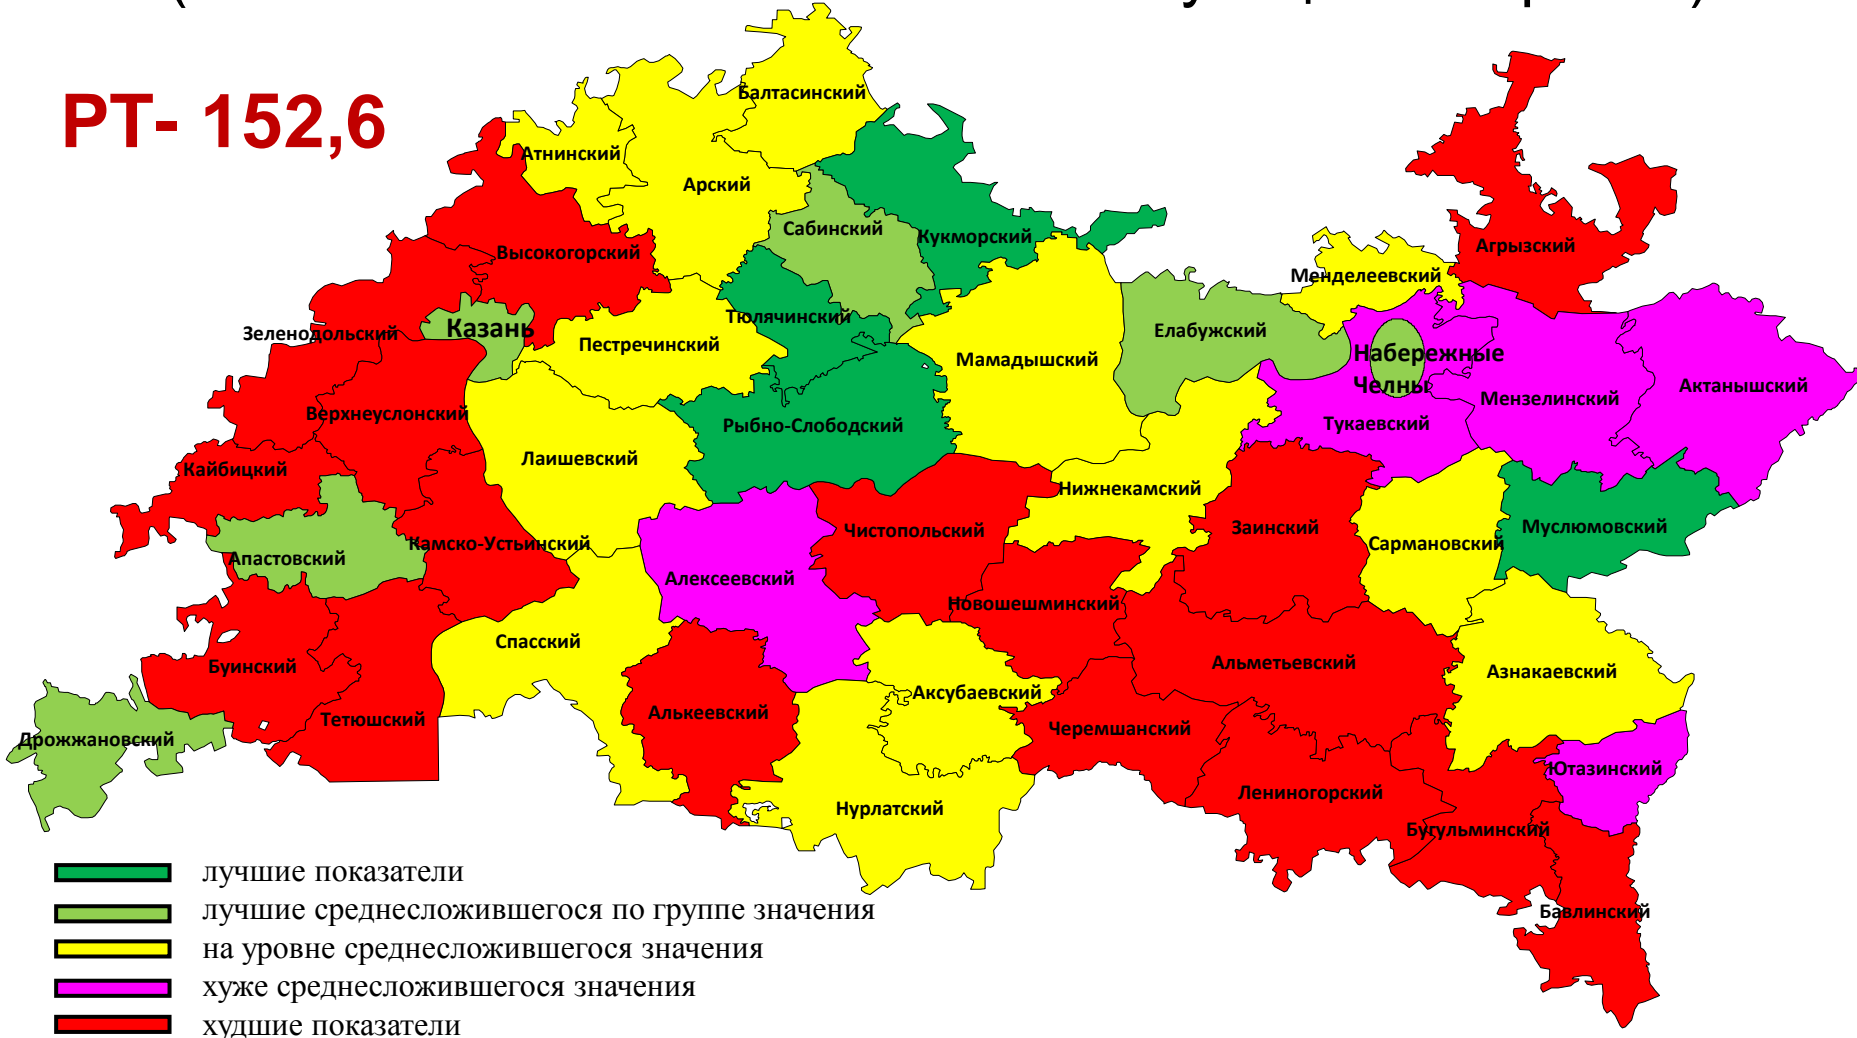 РТ- 152,6
Балтасинский
Атнинский
Арский
Сабинский
Кукморский
Высокогорский
Агрызский
Менделеевский
Тюлячинский
Казань
Зеленодольский
Пестречинский
Елабужский
Мамадышский
Набережные
Челны
Актанышский
Мензелинский
Верхнеуслонский
Рыбно-Слободский
Тукаевский
Лаишевский
Кайбицкий
Нижнекамский
Чистопольский
Заинский
Муслюмовский
Камско-Устьинский
Сармановский
Апастовский
Алексеевский
Новошешминский
Спасский
Буинский
Альметьевский
Азнакаевский
Аксубаевский
Алькеевский
Тетюшский
Черемшанский
Дрожжановский
Ютазинский
Лениногорский
Нурлатский
Бугульминский
Бавлинский
лучшие показатели
лучшие среднесложившегося по группе значения
на уровне среднесложившегося значения
хуже среднесложившегося значения
худшие показатели